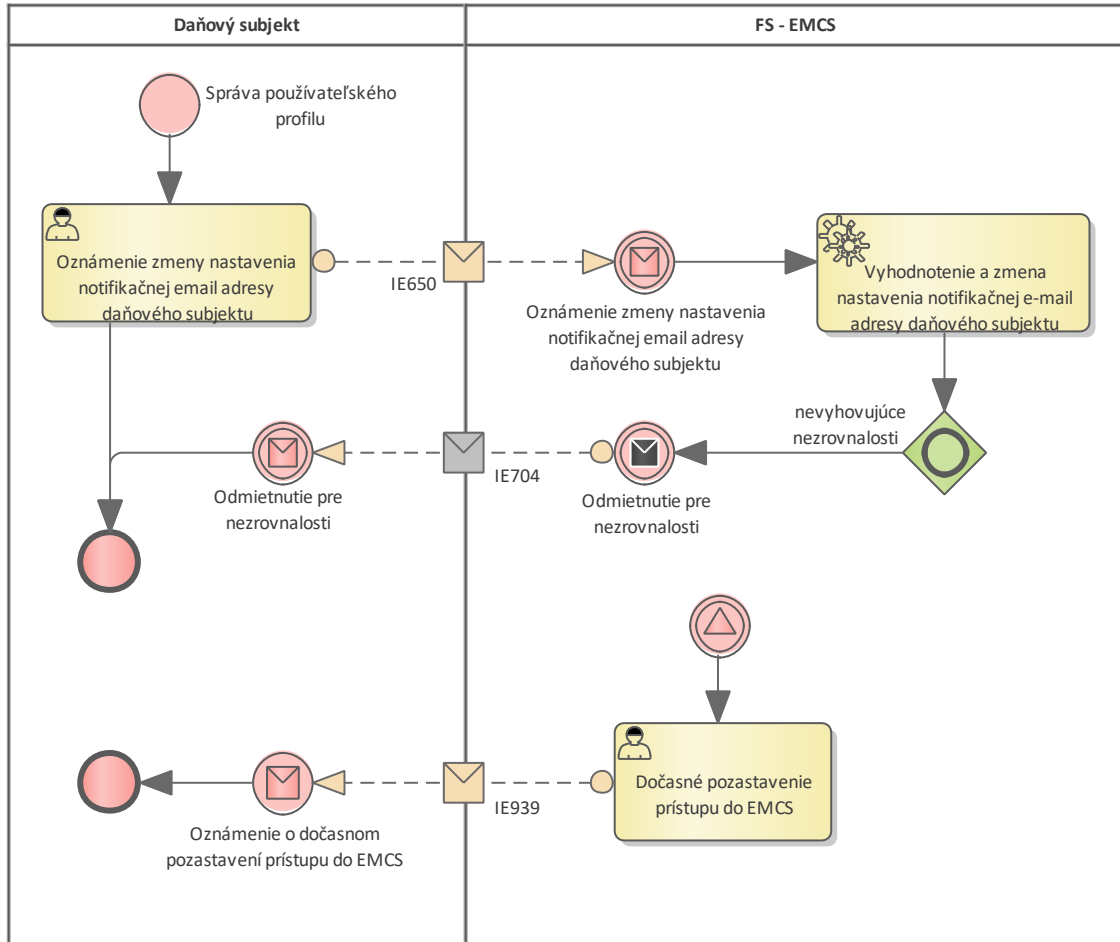 Daňový subjekt
FS - EMCS
Správa používateľského
profilu
Oznámenie zmeny nastavenia
notifikačnej email adresy
daňového subjektu
IE650
Oznámenie zmeny nastavenia
notifikačnej email adresy
daňového subjektu
Vyhodnotenie a zmena
nastavenia notifikačnej e-mail
adresy daňového subjektu
nevyhovujúce
nezrovnalosti
Odmietnutie pre
nezrovnalosti
IE704
Odmietnutie pre
nezrovnalosti
Dočasné pozastavenie
prístupu do EMCS
IE939
Oznámenie o dočasnom
pozastavení prístupu do EMCS